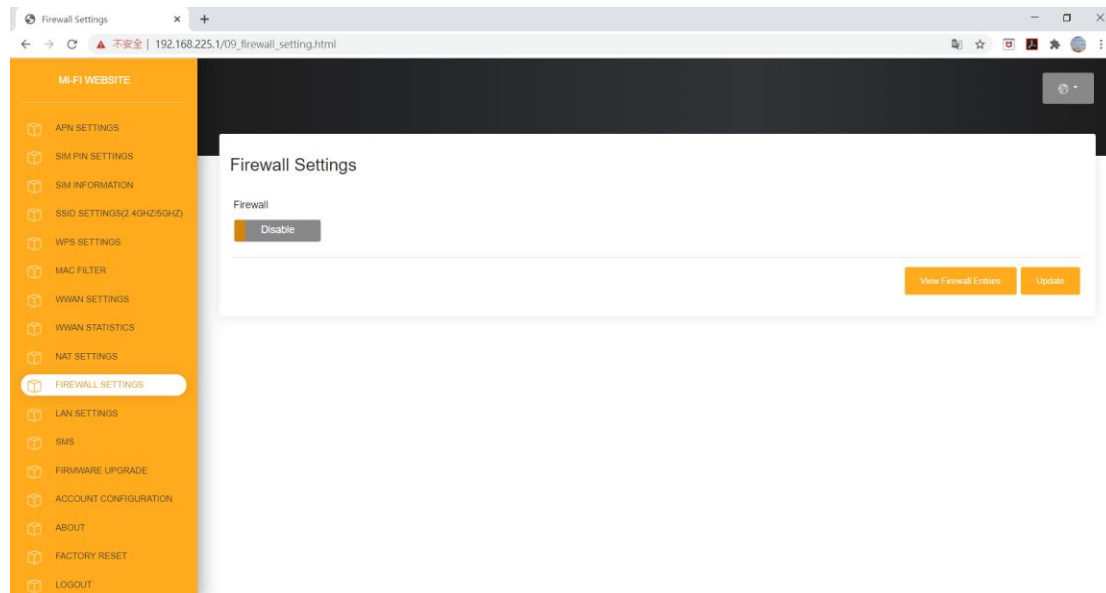 Firewall Settings
不安全 | 192.168.225.1/09_firewall_setting.html
MI-FI WEBSITE
APN SETTINGS
SIM PIN SETTINGS
SIM INFORMATION
SSID SETTINGS(2.4GHZ/5GHZ)
WPS SETTINGS
MAC FILTER
WWAN SETTINGS
WWAN STATISTICS
NAT SETTINGS
FIREWALL SETTINGS
LAN SETTINGS
SMS
FIRMWARE UPGRADE
ACCOUNT CONFIGURATION
ABOUT
FACTORY RESET
LOGOUT
Firewall Settings
Firewall
Disable
View Firewall Entries Update